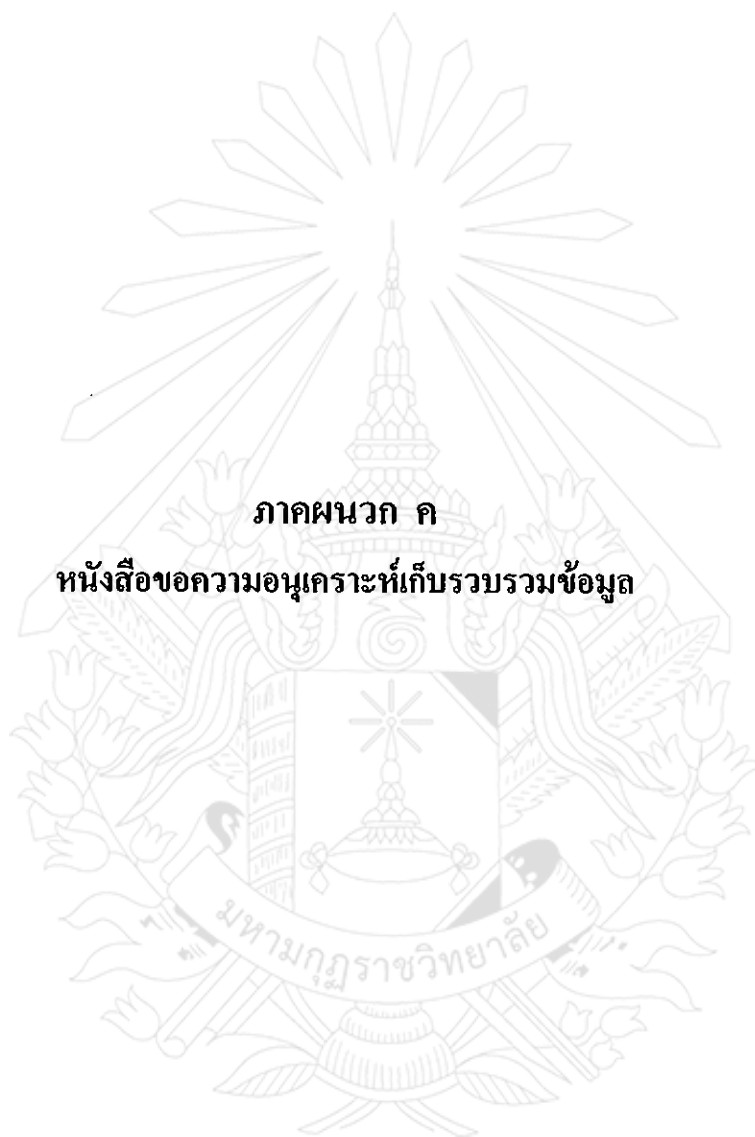 ภาคผนวก ค
หนังสือขอความอนุเคราะห์เก็บรวบรวมข้อมูล
มหามกุฏราชวิทยาลัย